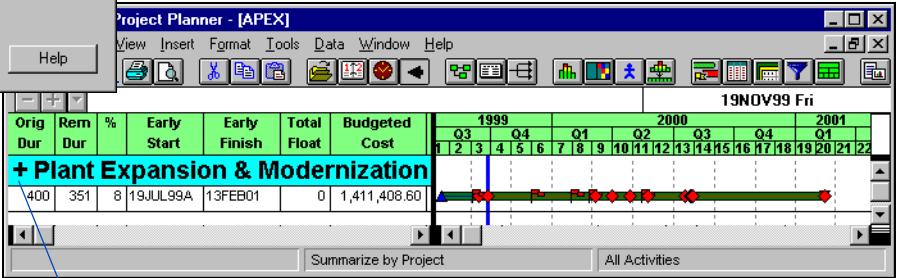 Project Planner - [APEX]
View Insert Format Tools Data Window Help
Help
19NOV99 Fri
Orig Rem % Early Early Total Budgeted
Dur Dur Start Finish Float Cost
1999 2000 2001
Q3 Q4 Q1 Q2 Q3 Q4 Q1
1 2 3 4 5 6 7 8 9 10 11 12 13 14 15 16 17 18 19 20 21 22
+ Plant Expansion & Modernization
400 351 8 19JUL99A 13FEB01 0 1,411,408.60
Summarize by Project All Activities